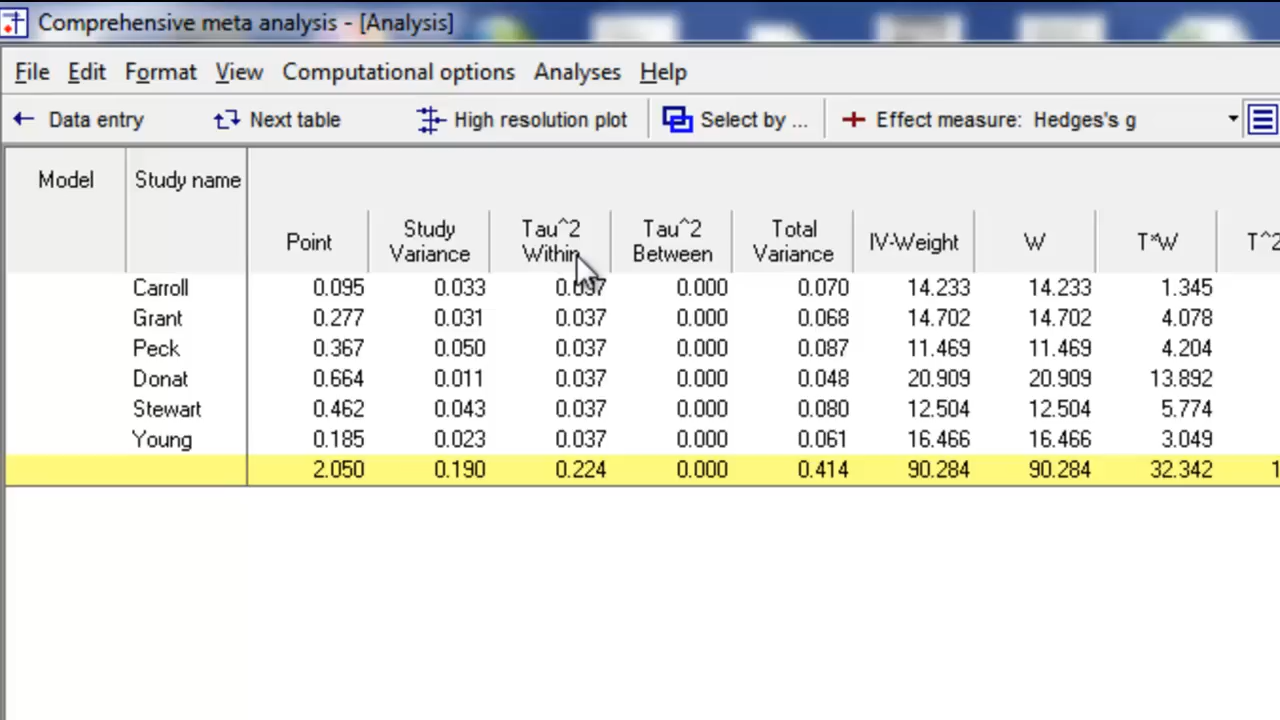 Comprehensive meta analysis - [Analysis]
File Edit Format View Computational options Analyses Help
Data entry Next table High resolution plot Select by ... Effect measure: Hedges's g
Model Study name
Point Study Variance Tau^2 Within Tau^2 Between Total Variance IV-Weight W T*W
Carroll 0.095 0.033 0.037 0.000 0.070 14.233 14.233 1.345
Grant 0.277 0.031 0.037 0.000 0.068 14.702 14.702 4.078
Peck 0.367 0.050 0.037 0.000 0.087 11.469 11.469 4.204
Donat 0.664 0.011 0.037 0.000 0.048 20.909 20.909 13.892
Stewart 0.462 0.043 0.037 0.000 0.080 12.504 12.504 5.774
Young 0.185 0.023 0.037 0.000 0.061 16.466 16.466 3.049
2.050 0.190 0.224 0.000 0.414 90.284 90.284 32.342